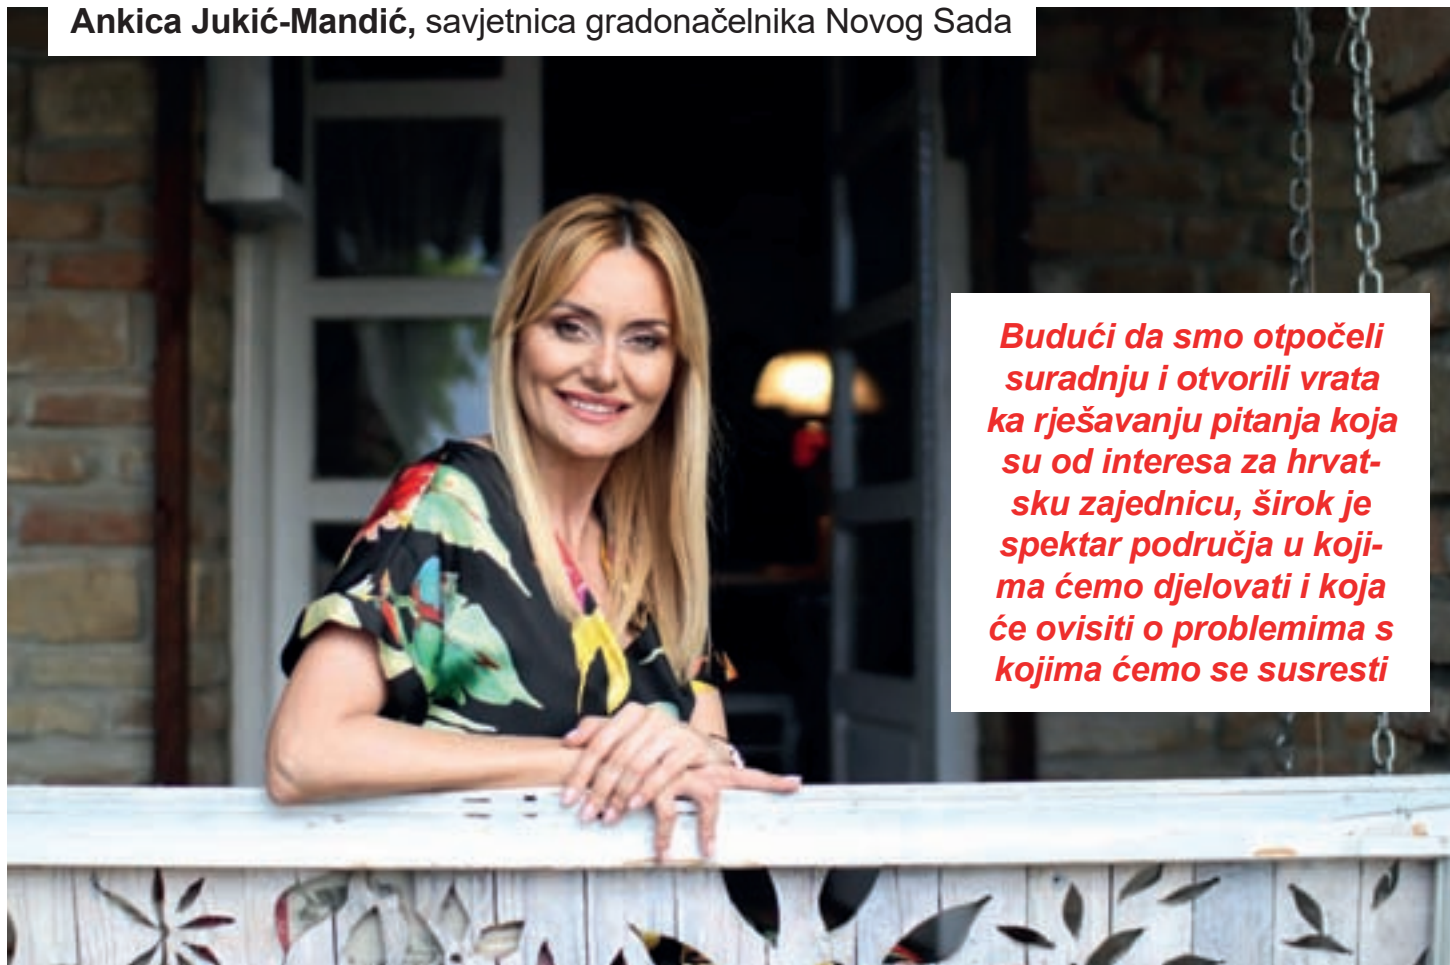 Ankica Jukić-Mandić, savjetnica gradonačelnika Novog Sada
Budući da smo otpočeli
suradnju i otvorili vrata
ka rješavanju pitanja koja
su od interesa za hrvat-
sku zajednicu, širok je
spektar područja u koji-
ma ćemo djelovati i koja
će ovisiti o problemima s
kojima ćemo se susresti